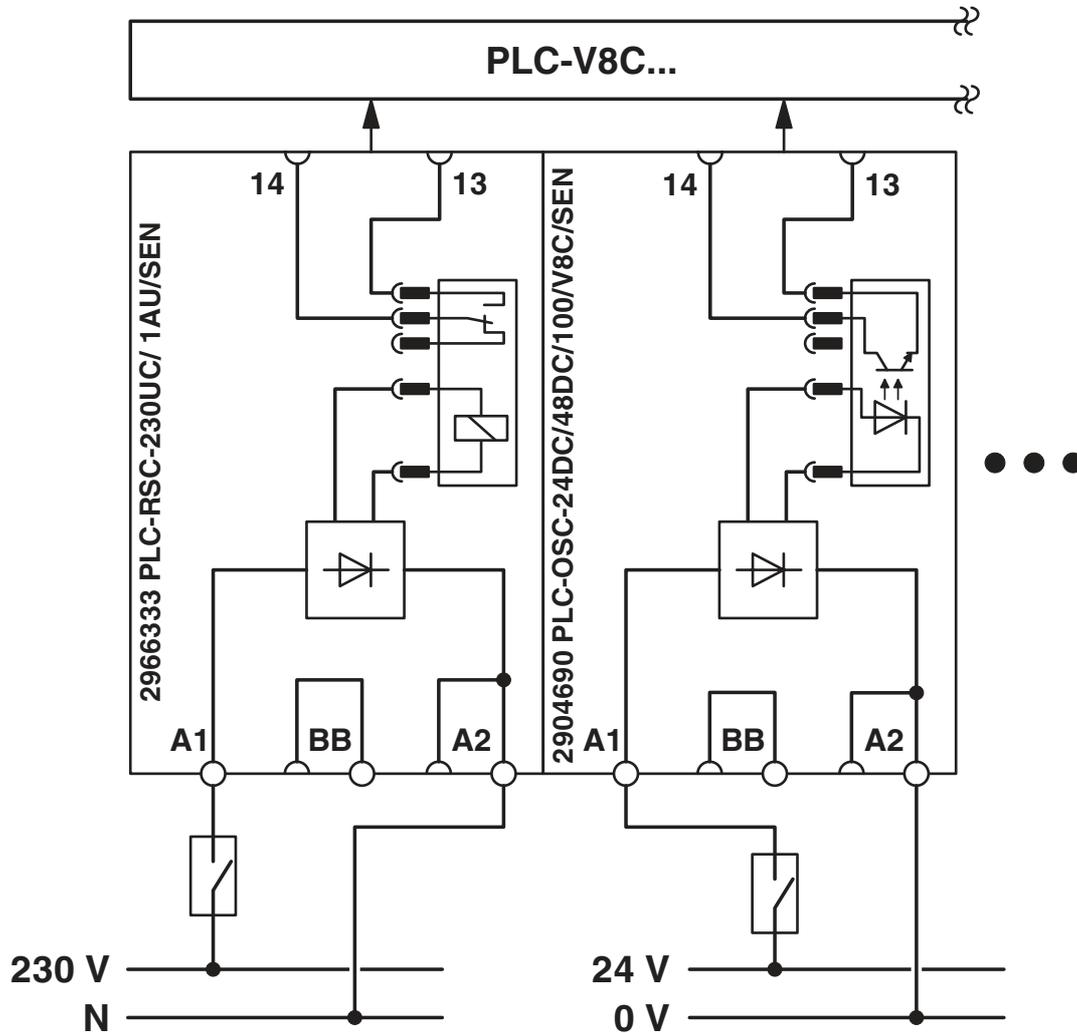 PLC-V8C...
14
13
14
13
2966333 PLC-RSC-230UC/ 1AU/SEN
2904690 PLC-OSC-24DC/48DC/100/V8C/SEN
A1
BB
A2
A1
BB
A2
230 V
24 V
N
0 V